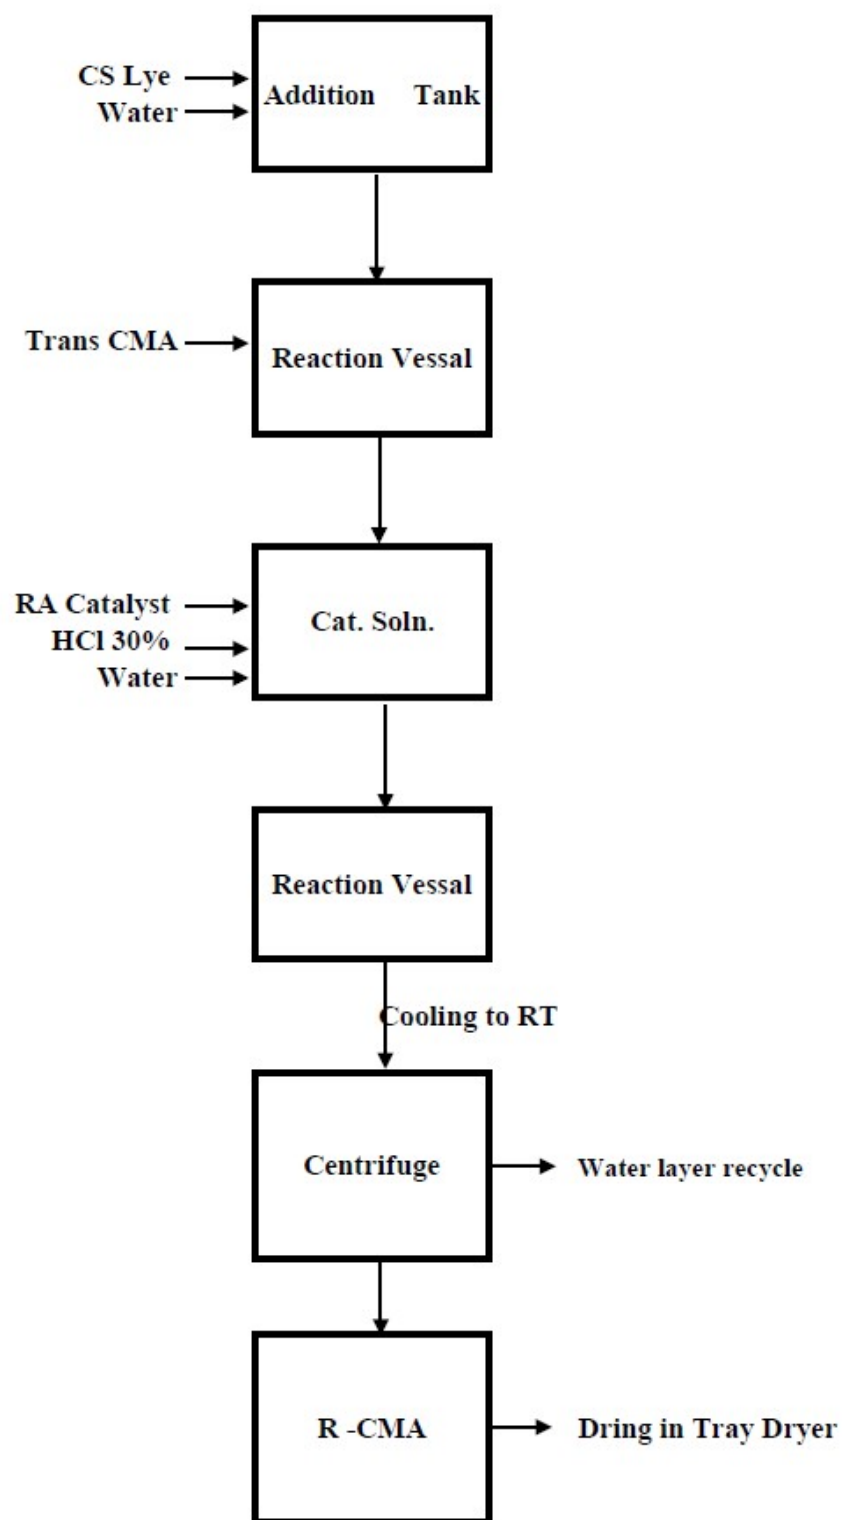 CS Lye
Water
Addition Tank
Trans CMA
Reaction Vessal
RA Catalyst
HCl 30%
Water
Cat. Soln.
Reaction Vessal
Cooling to RT
Centrifuge
Water layer recycle
R -CMA
Dring in Tray Dryer